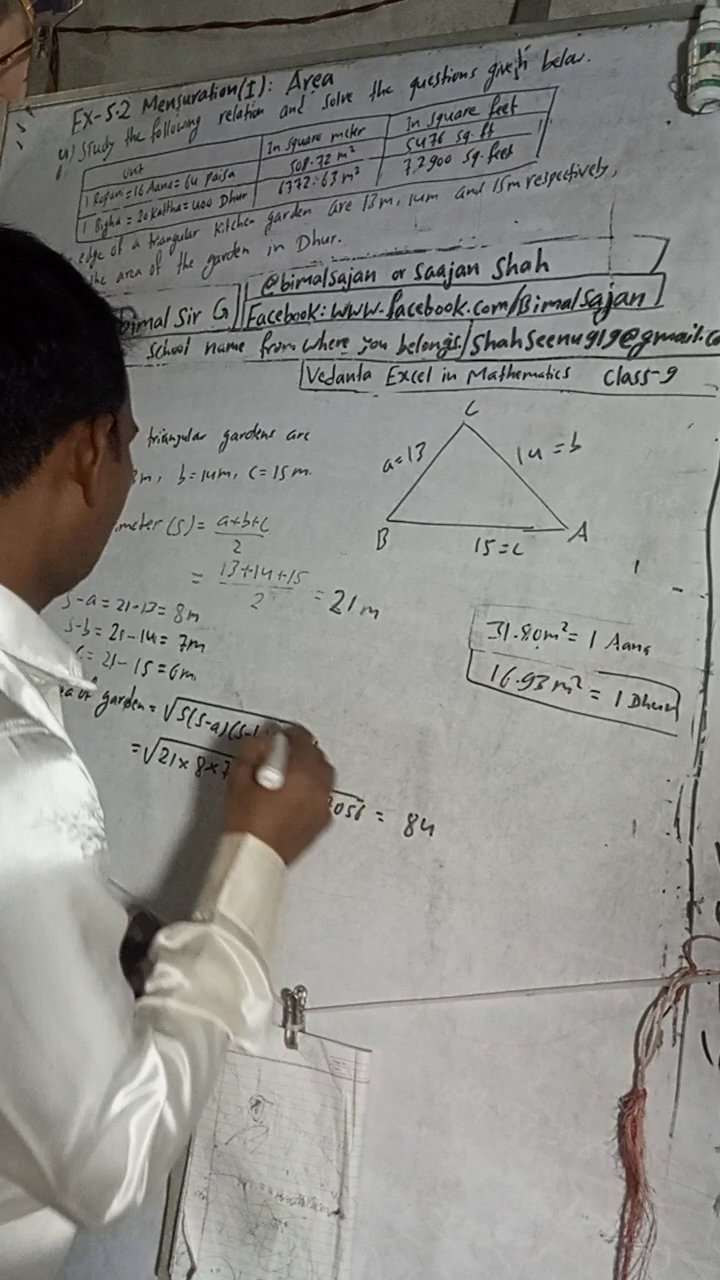 EX-5.2 Mensuration(I): Area
4) Study the following relation and solve the questions given below.
Unit In Square meter In Square feet
1 Ropani=16 Aana=64 Paisa 508.72 m² 5476 sq.ft
1 Bigha = 20 Kattha=400 Dhur 6772.63 m² 72900 sq.feet
edge of a triangular kitchen garden are 13m, 14m and 15m respectively,
the area of the garden in Dhur.
Bimal Sir G @bimalsajan or Saajan Shah
Facebook: www.facebook.com/Bimalsajan
School name from where you belongs/shahseenu919@gmail.co
Vedanta Excel in Mathematics Class-9
triangular gardens are
3m, b=14m, c=15m.
meter (s) = a+b+c
2
= 13+14+15
2 = 21m
s-a = 21-13= 8m
s-b = 21-14= 7m
c = 21-15=6m
ea of garden = √s(s-a)(s-
= √21×8×7
056 = 84
C
a=13
14=b
B
15=c
A
31.80m² = 1 Aana
16.93m² = 1 Dhur